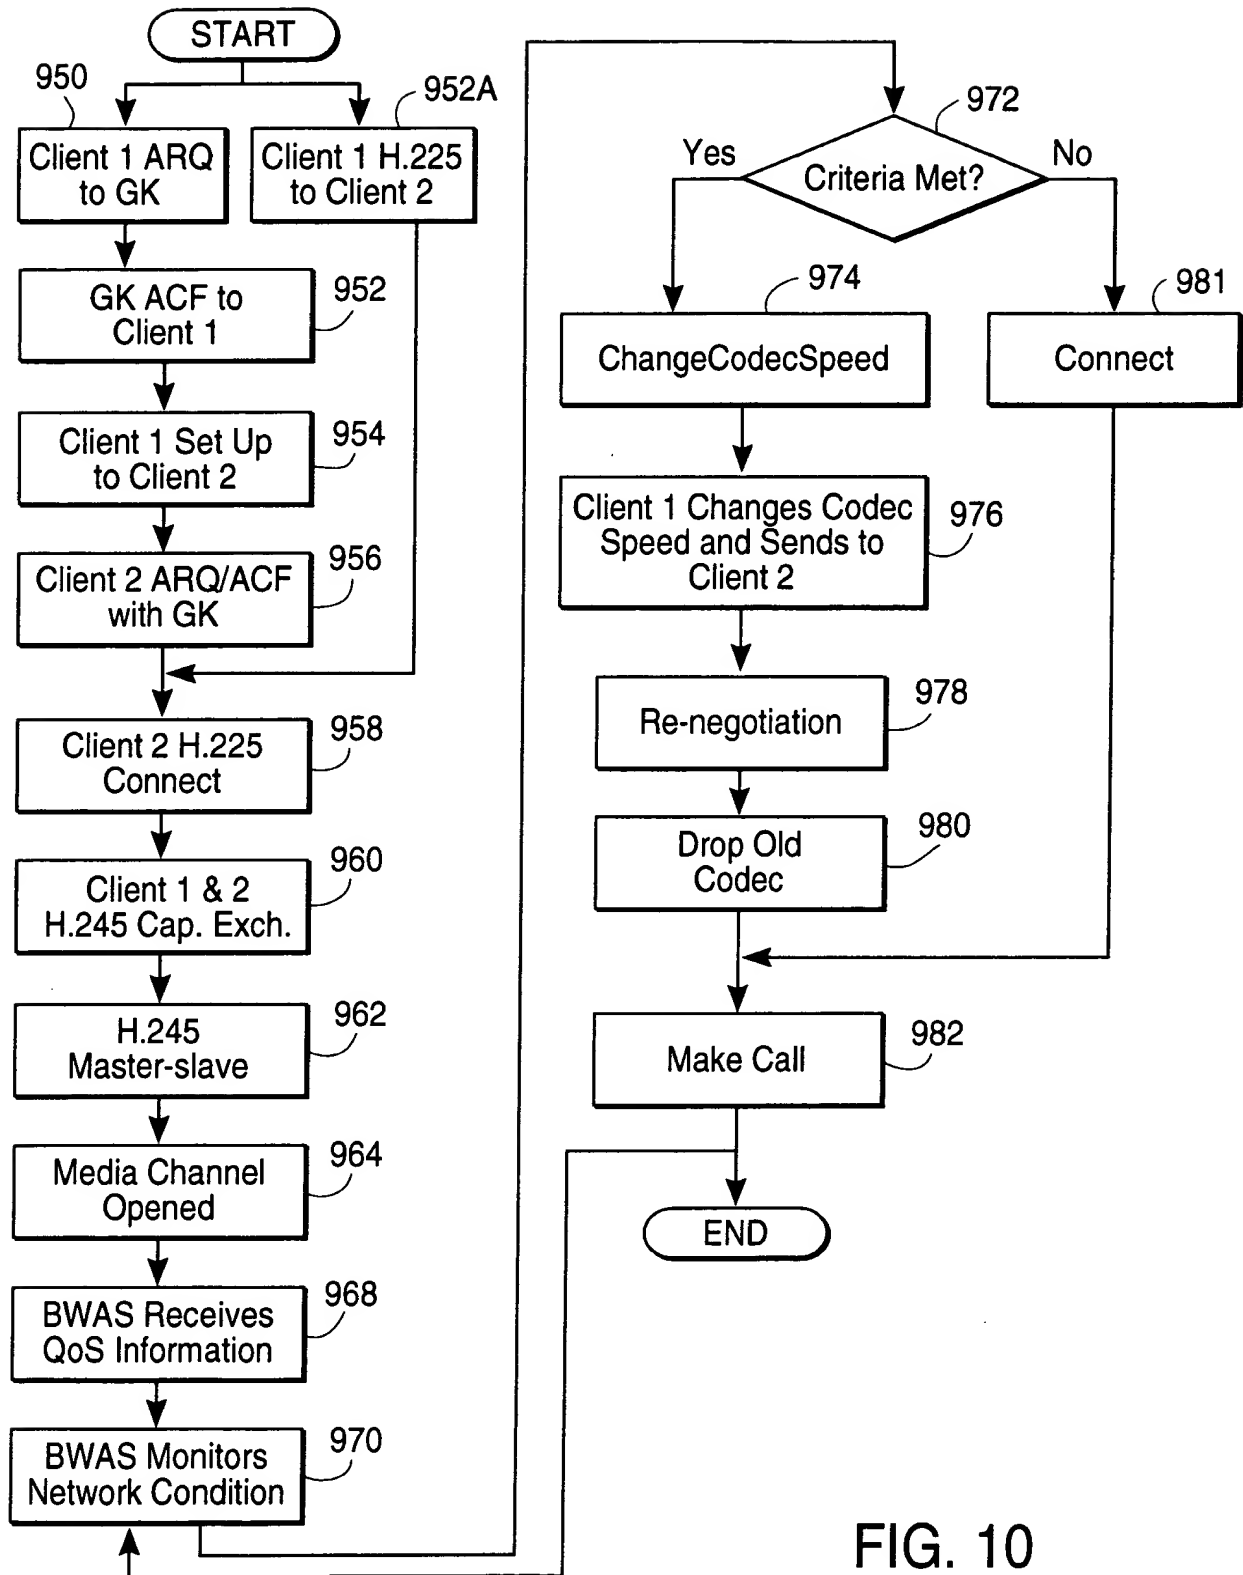 START
950
952A
Client 1 ARQ
to GK
Client 1 H.225
to Client 2
GK ACF to
Client 1
952
Client 1 Set Up
to Client 2
954
Client 2 ARQ/ACF
with GK
956
Client 2 H.225
Connect
958
Client 1 & 2
H.245 Cap. Exch.
960
H.245
Master-slave
962
Media Channel
Opened
964
BWAS Receives
QoS Information
968
BWAS Monitors
Network Condition
970
972
Yes
Criteria Met?
No
974
ChangeCodecSpeed
981
Connect
Client 1 Changes Codec
Speed and Sends to
Client 2
976
Re-negotiation
978
Drop Old
Codec
980
Make Call
982
END
FIG. 10